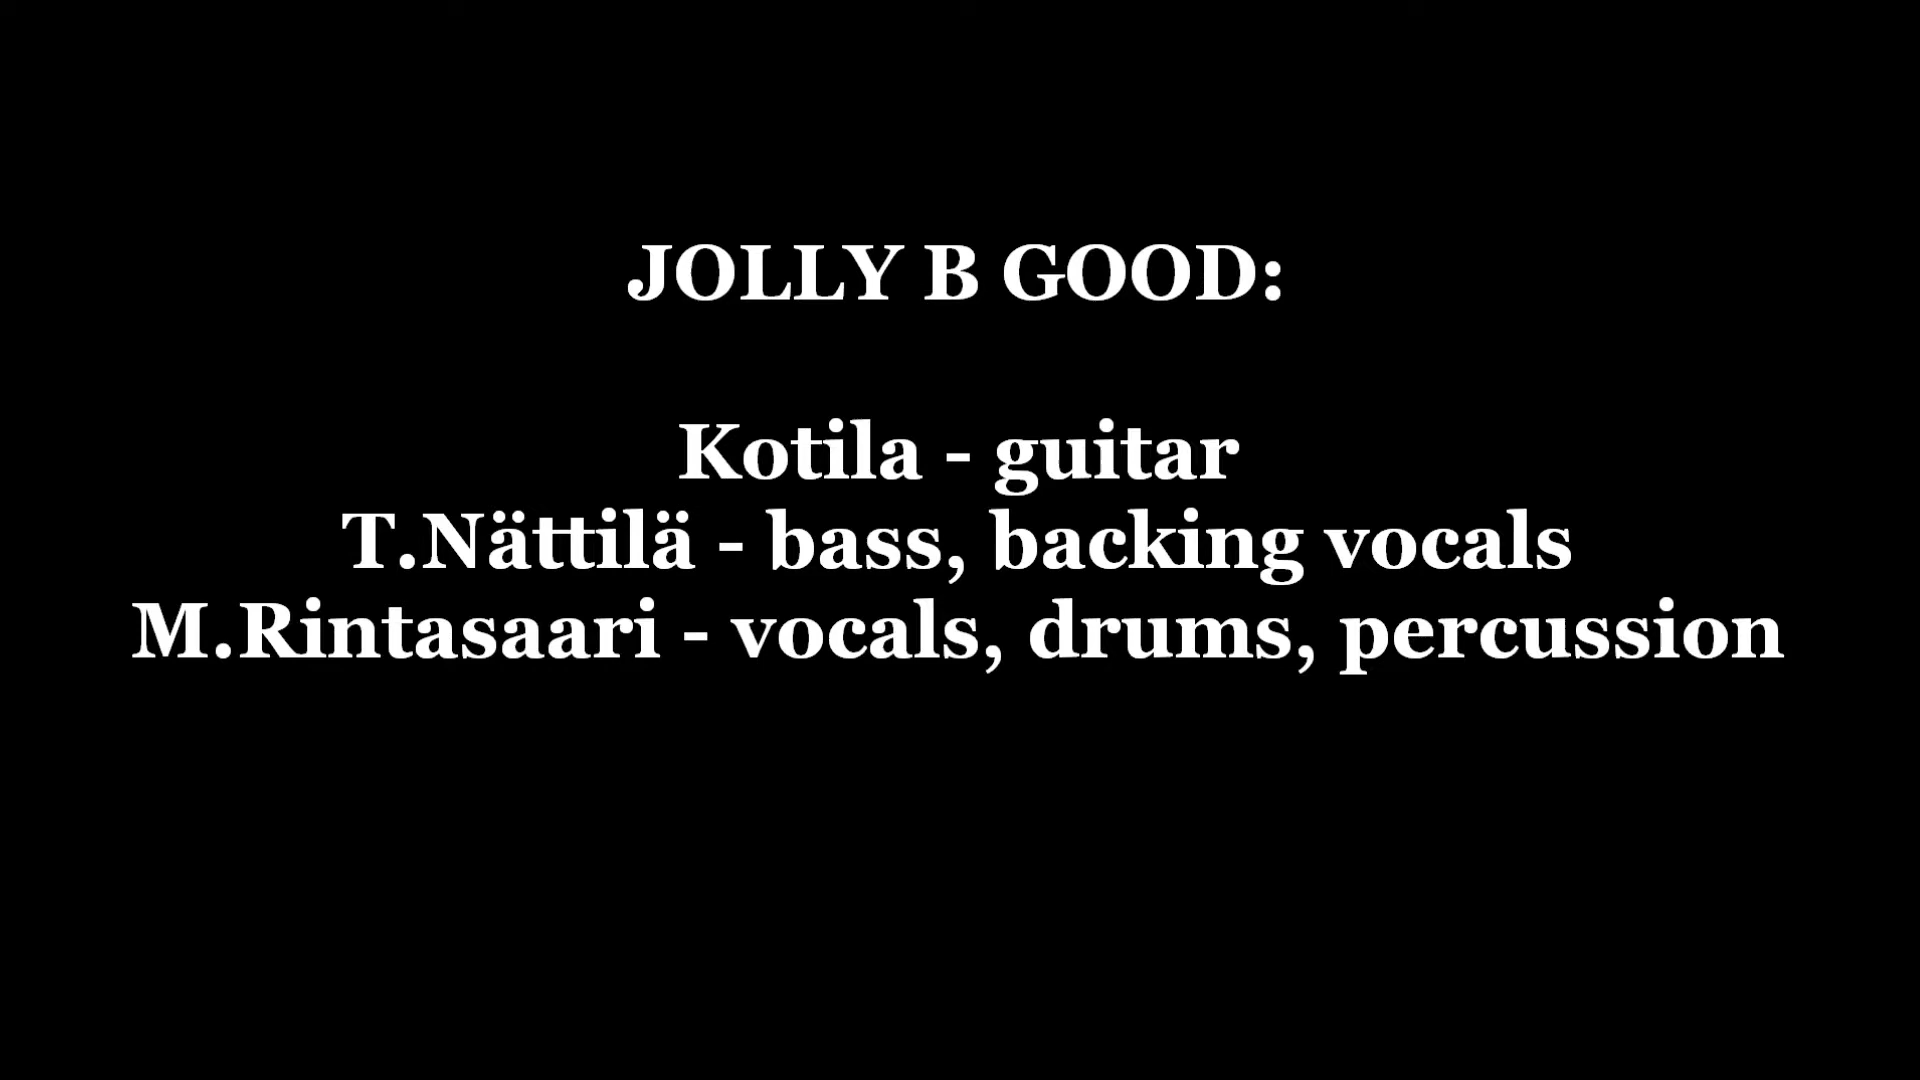 JOLLY B GOOD:
Kotila - guitar
T.Nättilä - bass, backing vocals
M.Rintasaari - vocals, drums, percussion